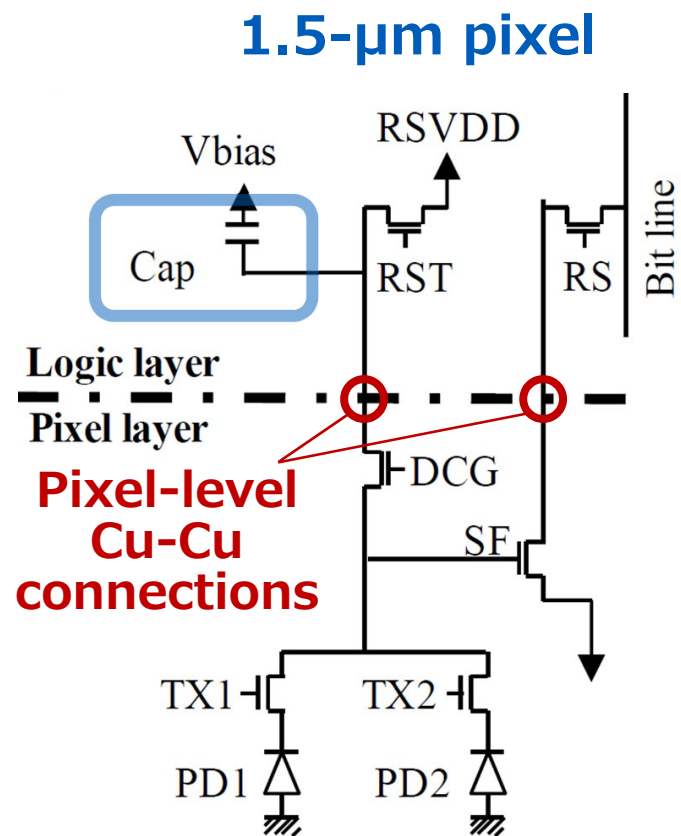 1.5-μm pixel
RSVDD
Vbias
Cap
RST
RS
Bit line
Logic layer
Pixel layer
DCG
Pixel-level
Cu-Cu
connections
SF
TX1
TX2
PD1
PD2